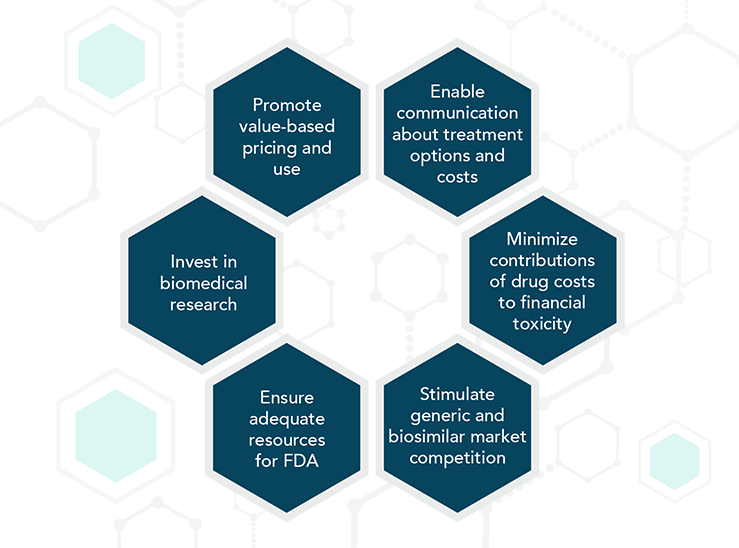 Promote
value-based
pricing and
use
Enable
communication
about treatment
options and
costs
Invest in
biomedical
research
Minimize
contributions
of drug costs
to financial
toxicity
Ensure
adequate
resources
for FDA
Stimulate
generic and
biosimilar market
competition